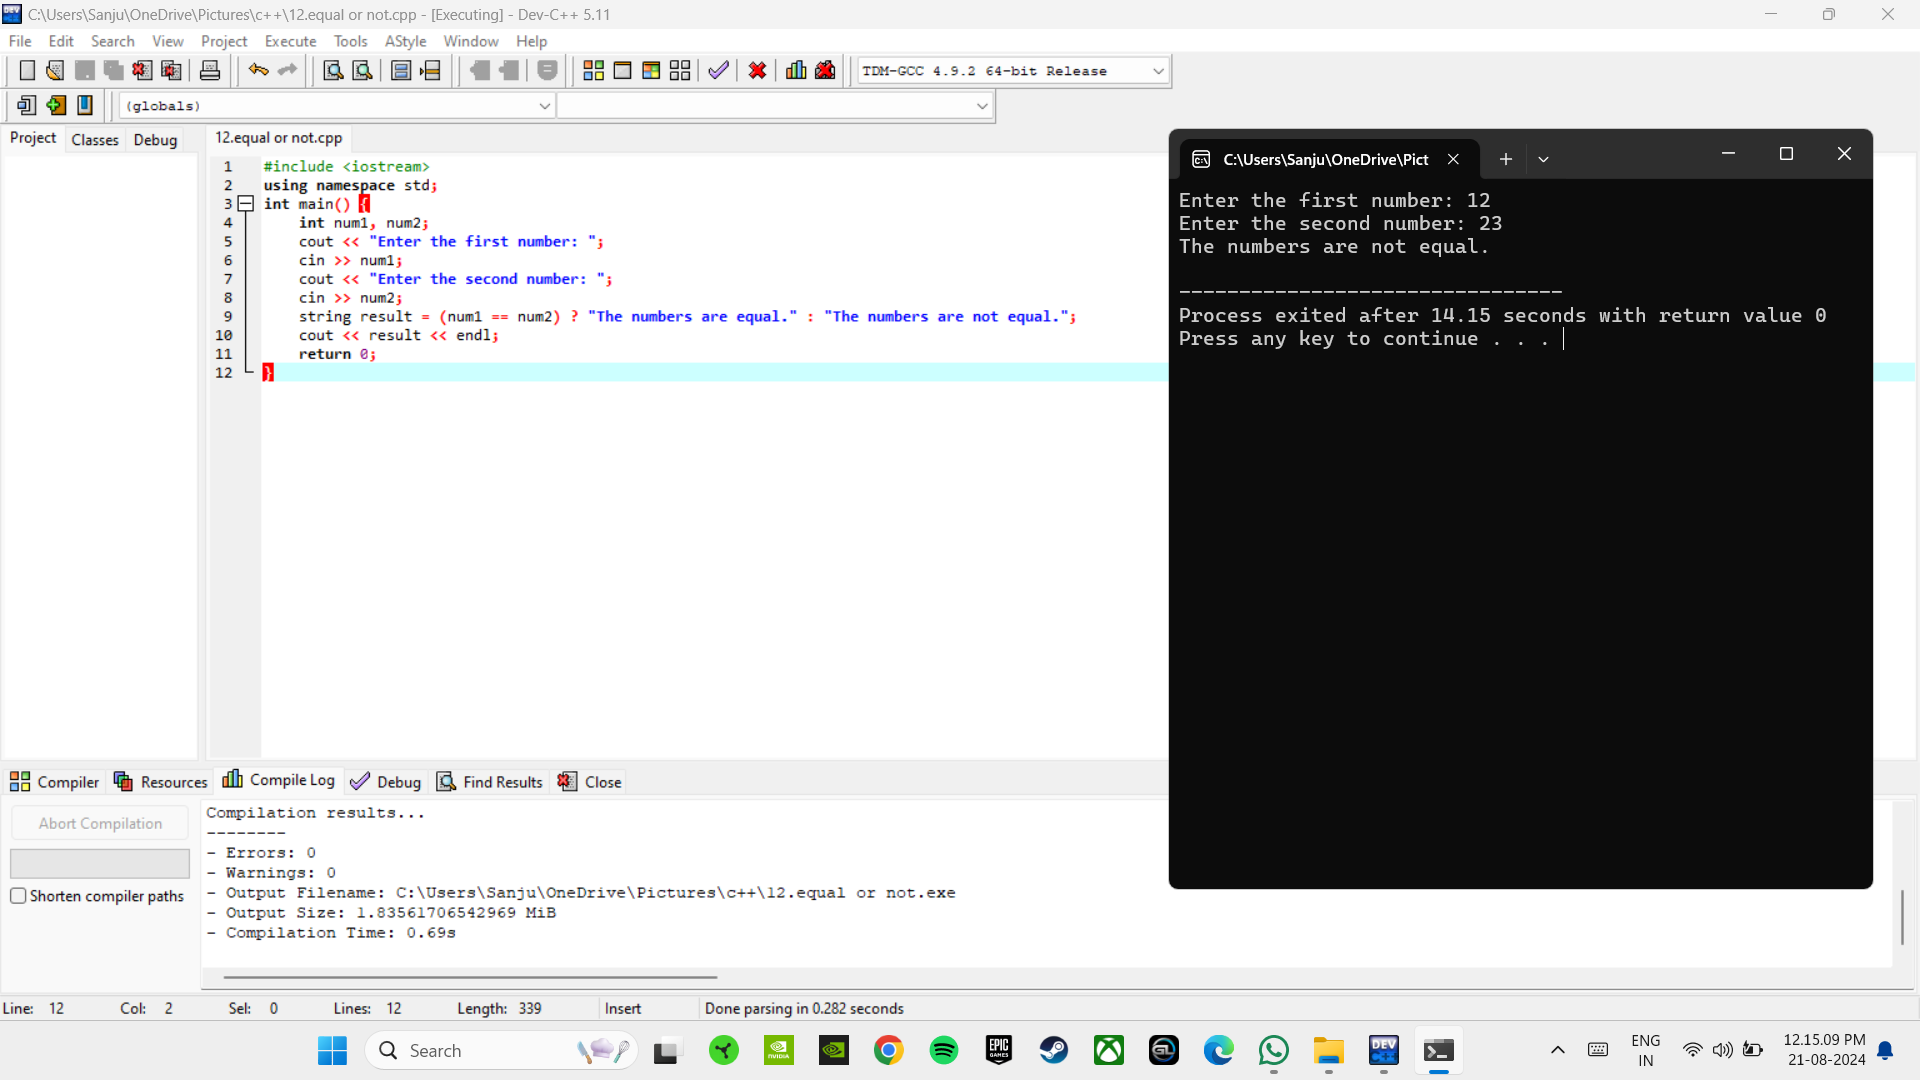 C:\Users\Sanju\OneDrive\Pictures\c++\12.equal or not.cpp - [Executing] - Dev-C++ 5.11
File Edit Search View Project Execute Tools AStyle Window Help
TDM-GCC 4.9.2 64-bit Release
(globals)
Project Classes Debug
12.equal or not.cpp
1 #include <iostream>
2 using namespace std;
3 int main() {
4 int num1, num2;
5 cout << "Enter the first number: ";
6 cin >> num1;
7 cout << "Enter the second number: ";
8 cin >> num2;
9 string result = (num1 == num2) ? "The numbers are equal." : "The numbers are not equal.";
10 cout << result << endl;
11 return 0;
12 }
C:\Users\Sanju\OneDrive\Pict
Enter the first number: 12
Enter the second number: 23
The numbers are not equal.
--------------------------------
Process exited after 14.15 seconds with return value 0
Press any key to continue . . .
Compiler Resources Compile Log Debug Find Results Close
Abort Compilation
Shorten compiler paths
Compilation results...
--------
- Errors: 0
- Warnings: 0
- Output Filename: C:\Users\Sanju\OneDrive\Pictures\c++\12.equal or not.exe
- Output Size: 1.83561706542969 MiB
- Compilation Time: 0.69s
Line: 12 Col: 2 Sel: 0 Lines: 12 Length: 339 Insert Done parsing in 0.282 seconds
Search
NVIDIA
EPIC GAMES
GL
DEV C++
ENG
IN
12.15.09 PM
21-08-2024